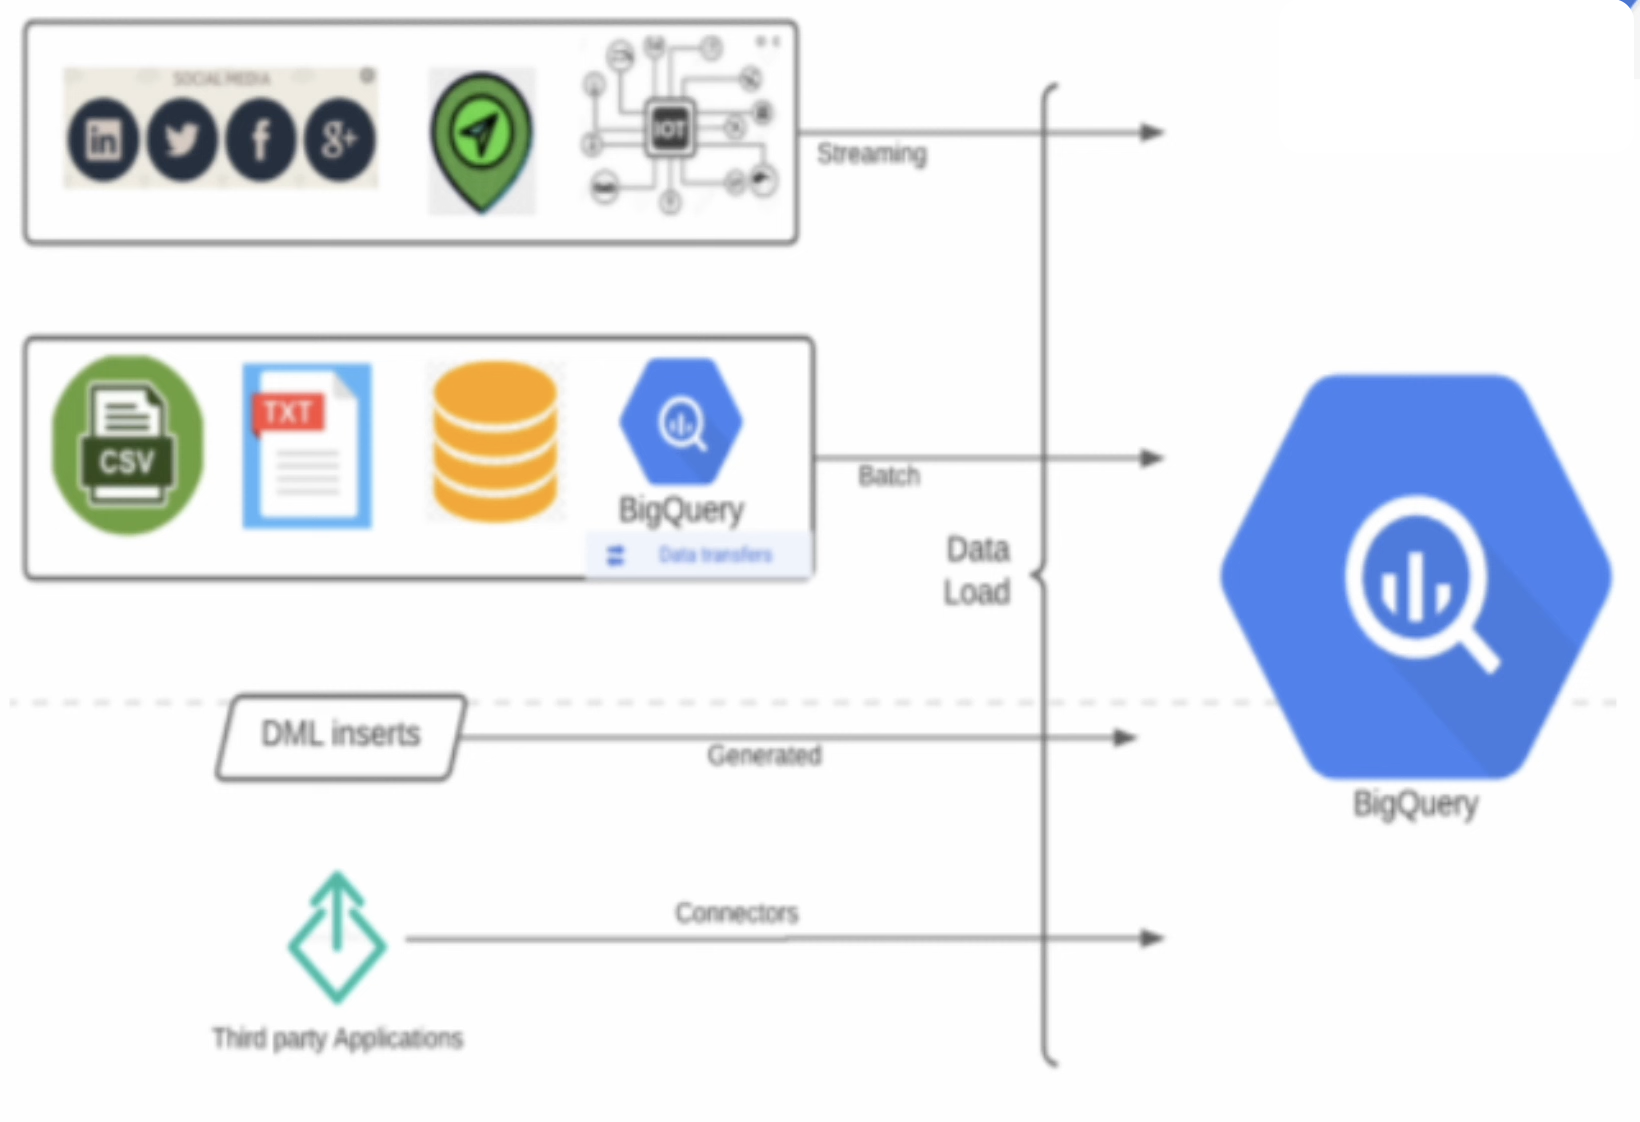 SOCIAL MEDIA
in
f
g+
IOT
Streaming
CSV
TXT
BigQuery
Data transfers
Batch
Data
Load
DML inserts
Generated
BigQuery
Connectors
Third party Applications